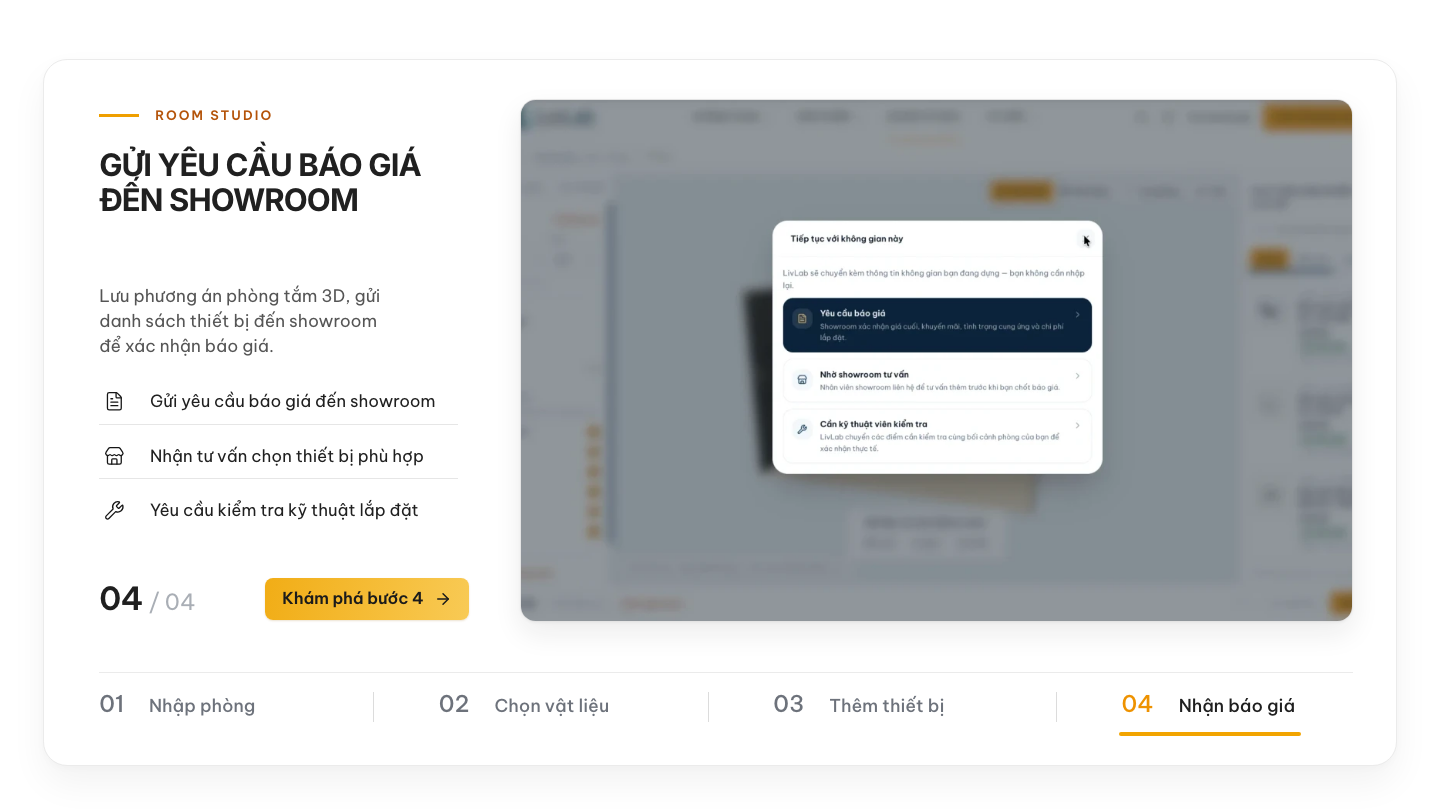 ROOM STUDIO
GỬI YÊU CẦU BÁO GIÁ
ĐẾN SHOWROOM
Lưu phương án phòng tắm 3D, gửi
danh sách thiết bị đến showroom
để xác nhận báo giá.
Gửi yêu cầu báo giá đến showroom
Nhận tư vấn chọn thiết bị phù hợp
Yêu cầu kiểm tra kỹ thuật lắp đặt
04 / 04
Khám phá bước 4
Tiếp tục với không gian này
LivLab sẽ chuyển kèm thông tin không gian bạn đang dựng — bạn không cần nhập
lại.
Yêu cầu báo giá
Showroom xác nhận giá cuối, khuyến mãi, tình trạng cung ứng và chi phí
lắp đặt.
Nhờ showroom tư vấn
Nhân viên showroom liên hệ để tư vấn thêm trước khi bạn chốt báo giá.
Cần kỹ thuật viên kiểm tra
LivLab chuyển các điểm cần kiểm tra cùng bối cảnh phòng của bạn để
xác nhận thực tế.
01 Nhập phòng
02 Chọn vật liệu
03 Thêm thiết bị
04 Nhận báo giá